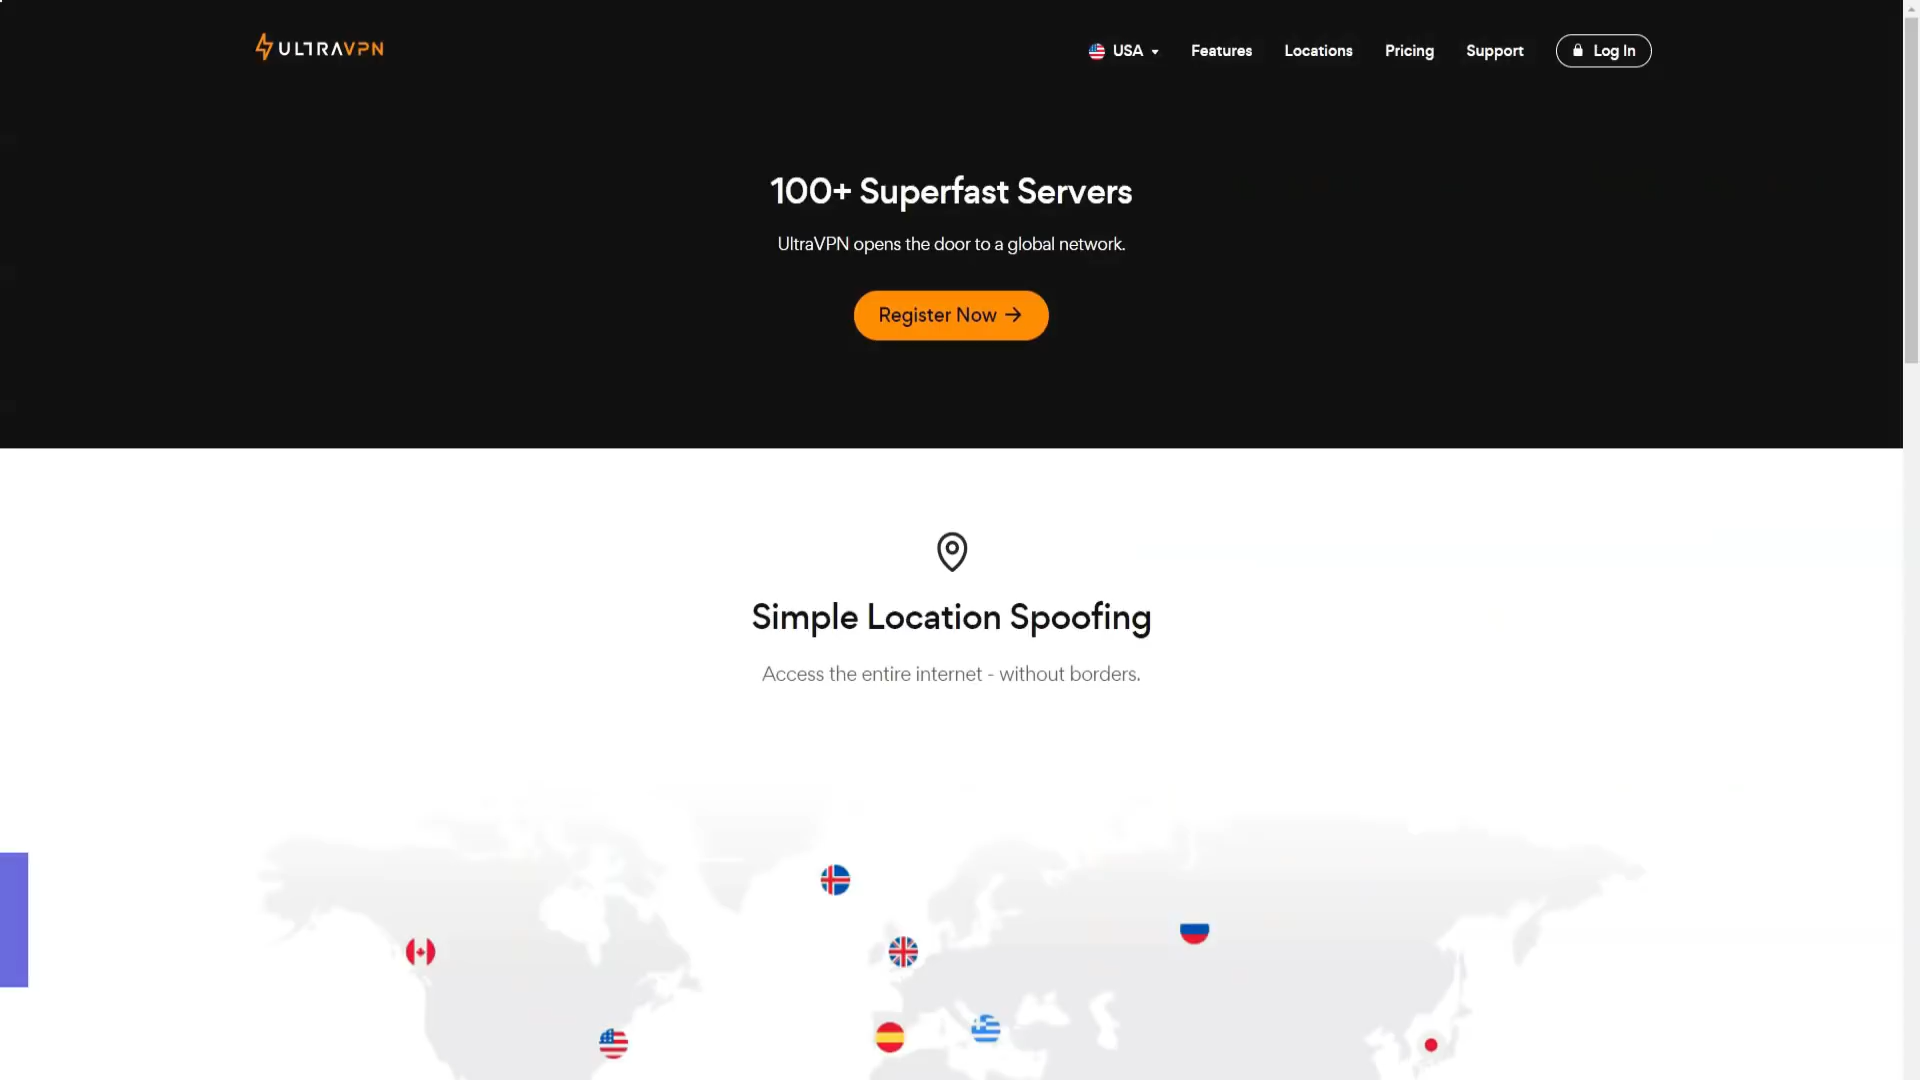 ULTRAVPN
USA
Features
Locations
Pricing
Support
Log In
100+ Superfast Servers
UltraVPN opens the door to a global network.
Register Now
Simple Location Spoofing
Access the entire internet - without borders.